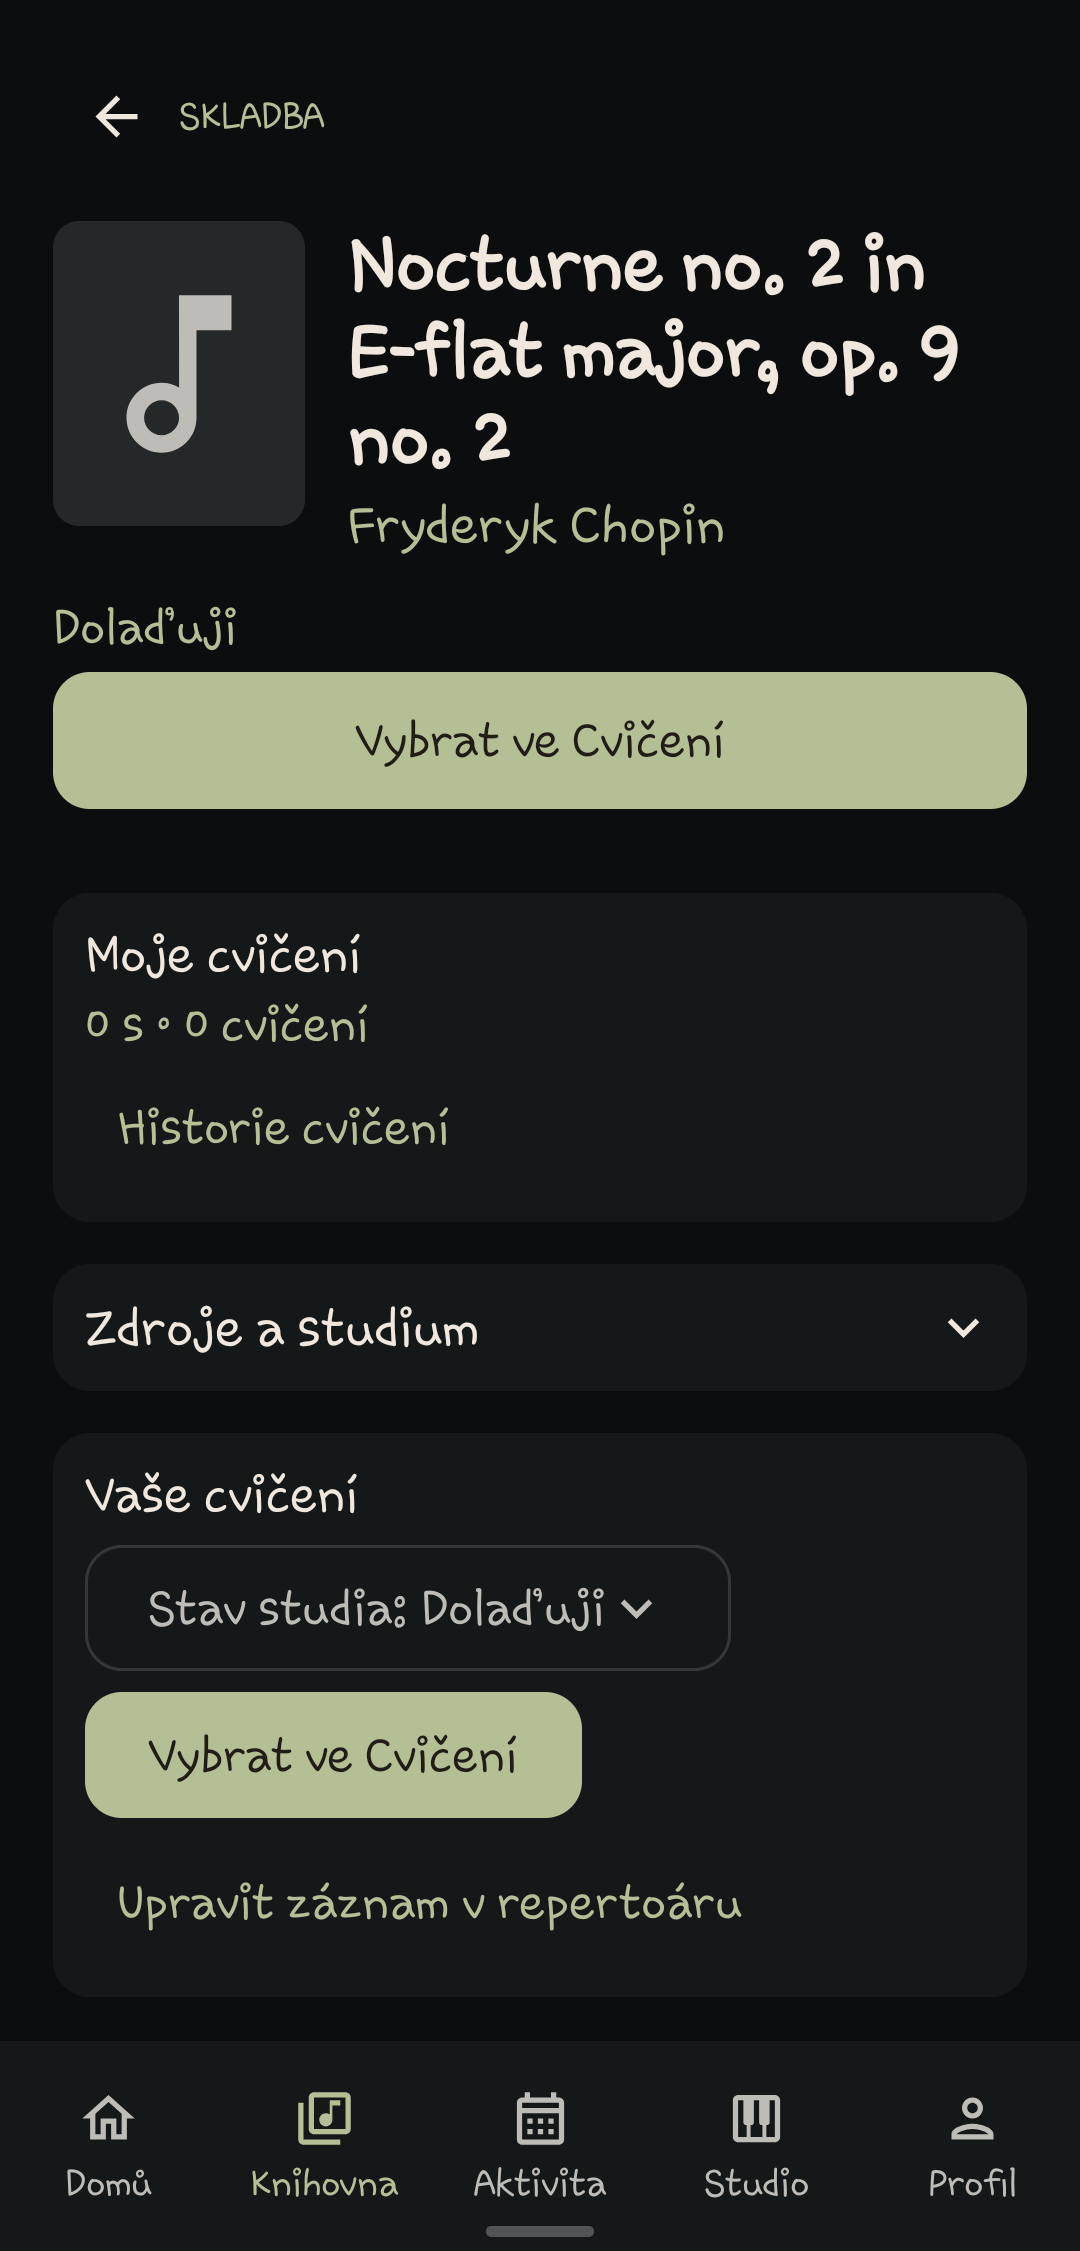 SKLADBA
Nocturne no. 2 in
E-flat major, op. 9
no. 2
Fryderyk Chopin
Dolaďuji
Vybrat ve Cvičení
Moje cvičení
0 s • 0 cvičení
Historie cvičení
Zdroje a studium
Vaše cvičení
Stav studia: Dolaďuji
Vybrat ve Cvičení
Upravit záznam v repertoáru
Domů Knihovna Aktivita Studio Profil